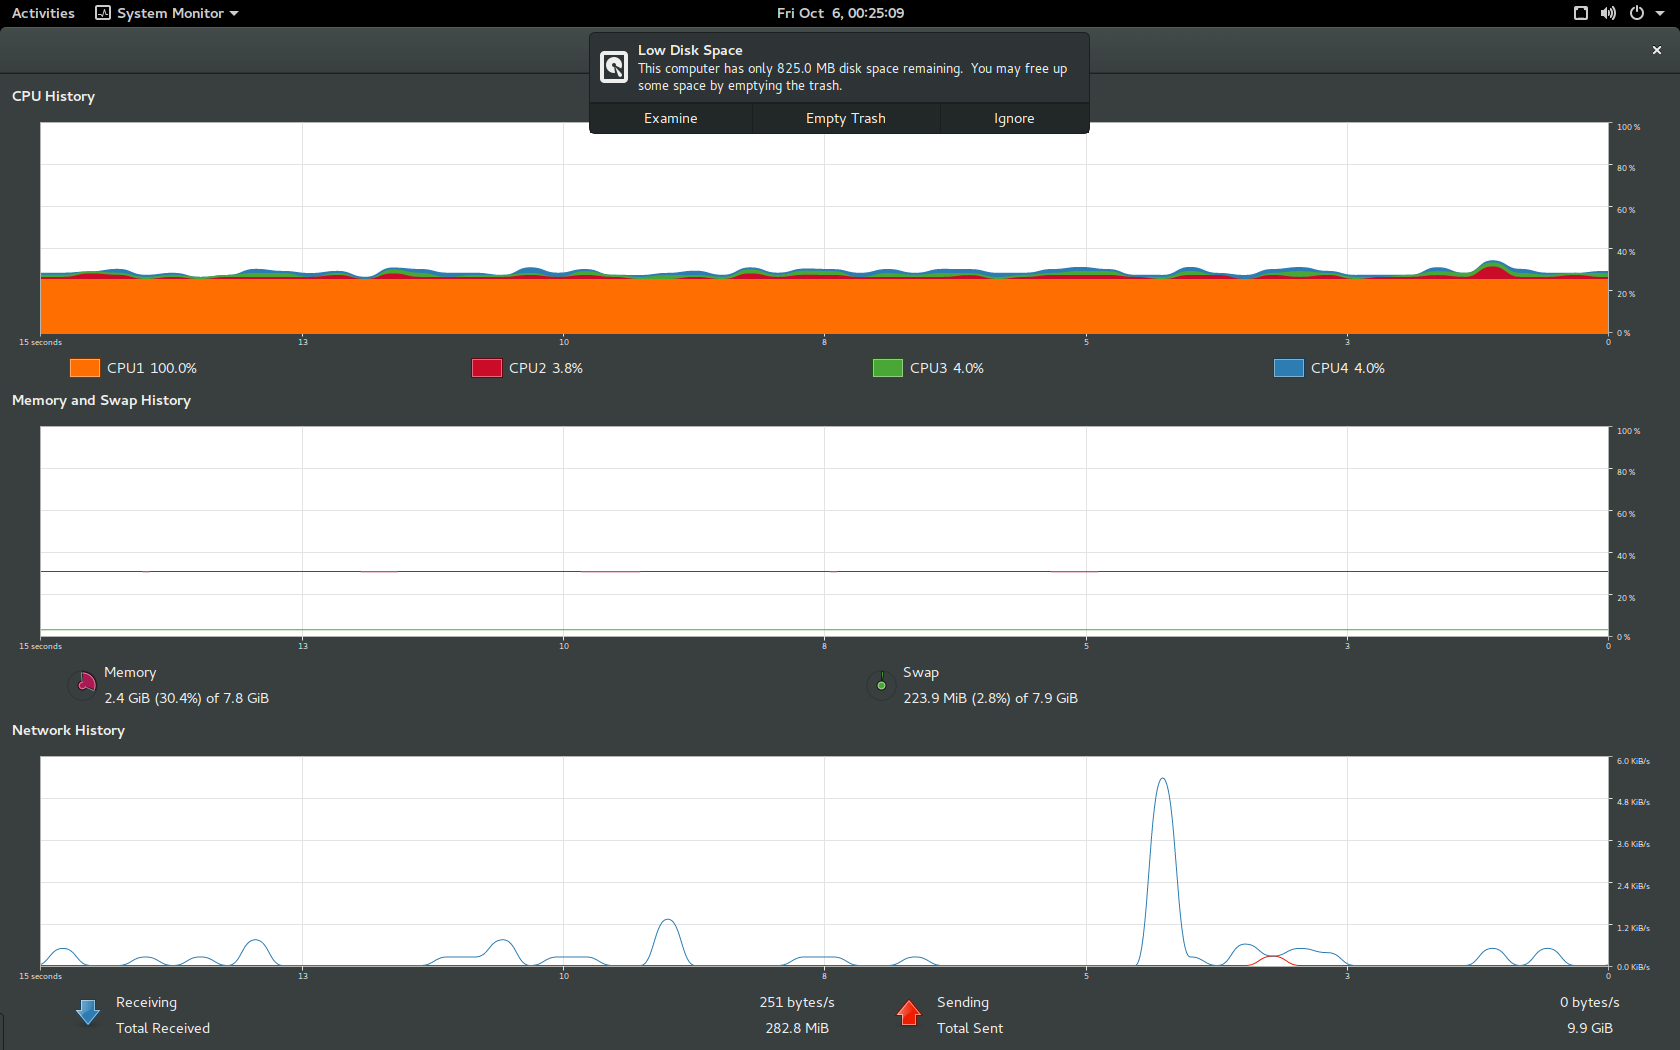 Activities System Monitor Fri Oct 6, 00:25:09
Low Disk Space
This computer has only 825.0 MB disk space remaining. You may free up
some space by emptying the trash.
Examine Empty Trash Ignore
CPU History
100 %
80 %
60 %
40 %
20 %
0 %
15 seconds 13 10 8 5 3 0
CPU1 100.0% CPU2 3.8% CPU3 4.0% CPU4 4.0%
Memory and Swap History
100 %
80 %
60 %
40 %
20 %
0 %
15 seconds 13 10 8 5 3 0
Memory
2.4 GiB (30.4%) of 7.8 GiB
Swap
223.9 MiB (2.8%) of 7.9 GiB
Network History
6.0 KiB/s
4.8 KiB/s
3.6 KiB/s
2.4 KiB/s
1.2 KiB/s
0.0 KiB/s
15 seconds 13 10 8 5 3 0
Receiving 251 bytes/s
Total Received 282.8 MiB
Sending 0 bytes/s
Total Sent 9.9 GiB